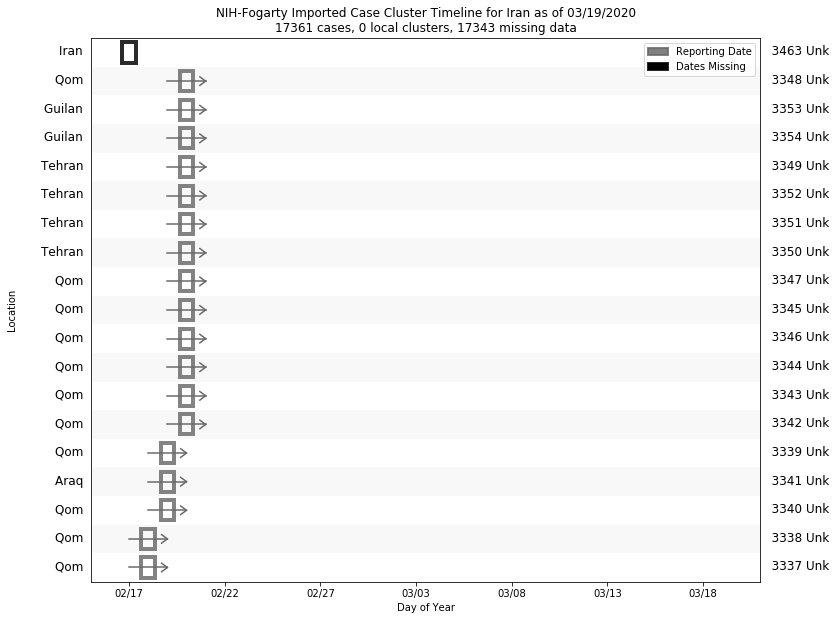 NIH-Fogarty Imported Case Cluster Timeline for Iran as of 03/19/2020
17361 cases, 0 local clusters, 17343 missing data
Reporting Date
Dates Missing
Iran 3463 Unk
Qom 3348 Unk
Guilan 3353 Unk
Guilan 3354 Unk
Tehran 3349 Unk
Tehran 3352 Unk
Tehran 3351 Unk
Tehran 3350 Unk
Qom 3347 Unk
Qom 3345 Unk
Qom 3346 Unk
Qom 3344 Unk
Qom 3343 Unk
Qom 3342 Unk
Qom 3339 Unk
Araq 3341 Unk
Qom 3340 Unk
Qom 3338 Unk
Qom 3337 Unk
Location
02/17 02/22 02/27 03/03 03/08 03/13 03/18
Day of Year